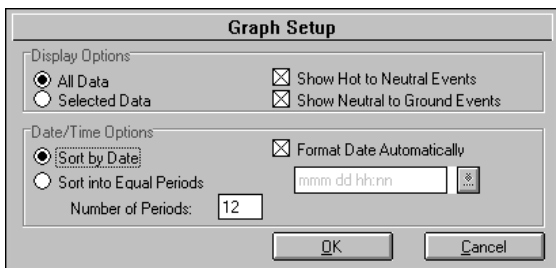 Graph Setup
Display Options
All Data
Selected Data
Show Hot to Neutral Events
Show Neutral to Ground Events
Date/Time Options
Sort by Date
Sort into Equal Periods
Number of Periods: 12
Format Date Automatically
mmm dd hh:nn
OK Cancel